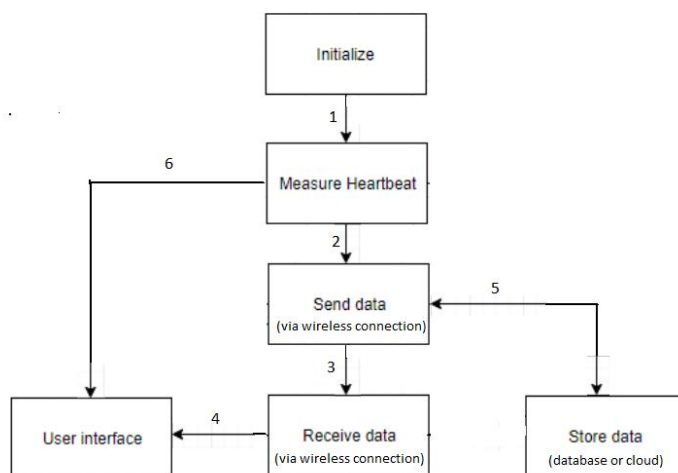 Initialize
1
6
Measure Heartbeat
2
5
Send data
(via wireless connection)
3
4
User interface
Receive data
(via wireless connection)
Store data
(database or cloud)